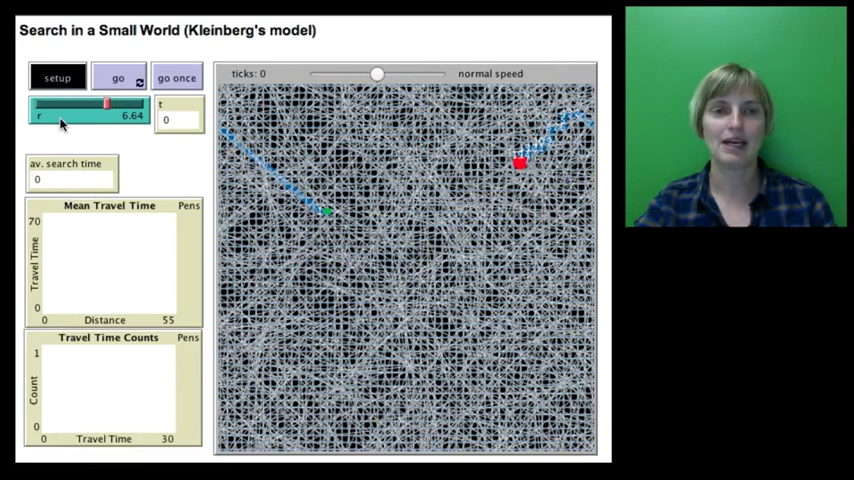 Search in a Small World (Kleinberg's model)
setup
go
go once
ticks: 0
normal speed
r
6.64
t
0
av. search time
0
Mean Travel Time
Pens
70
Travel Time
0
0
Distance
55
Travel Time Counts
Pens
1
Count
0
0
Travel Time
30